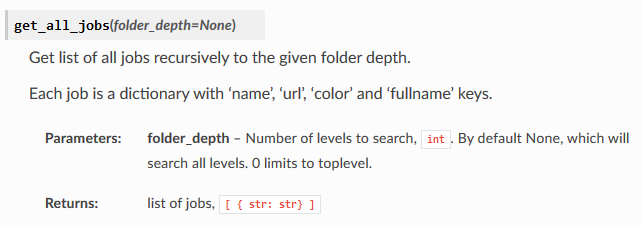 get_all_jobs(folder_depth=None)
Get list of all jobs recursively to the given folder depth.
Each job is a dictionary with ‘name’, ‘url’, ‘color’ and ‘fullname’ keys.
Parameters: folder_depth – Number of levels to search, int . By default None, which will
search all levels. 0 limits to toplevel.
Returns: list of jobs, [ { str: str} ]